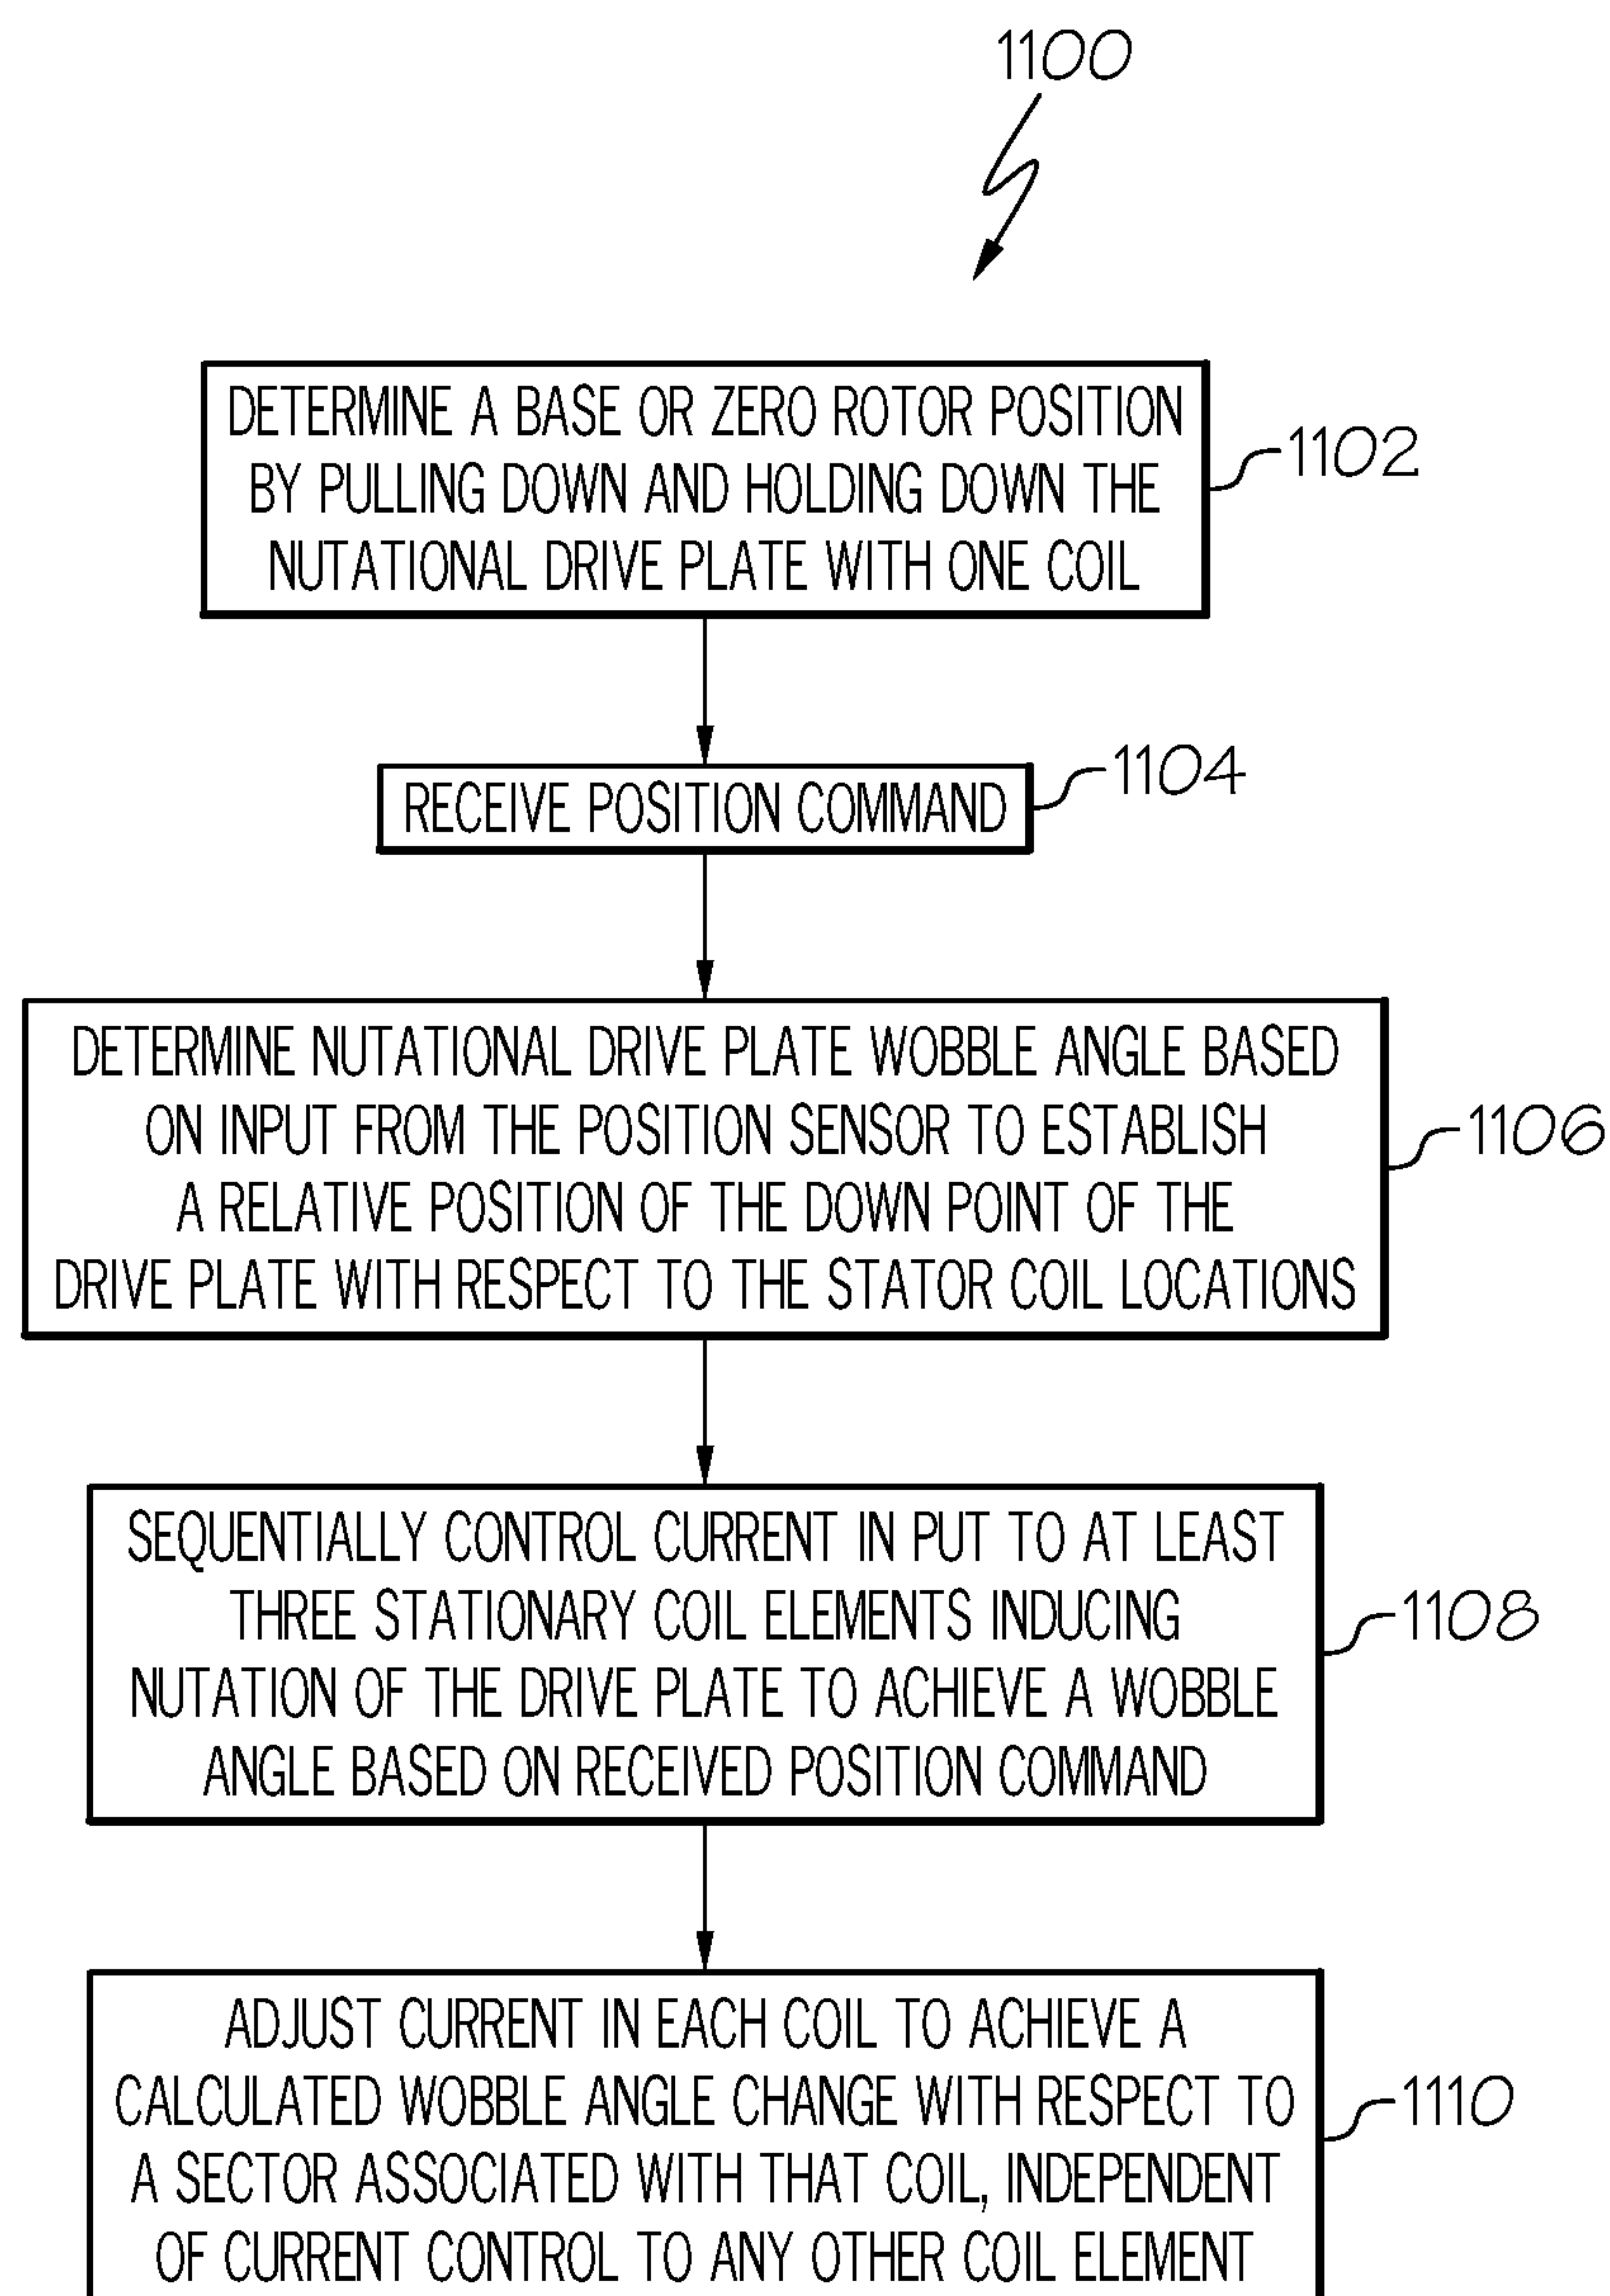 1100
DETERMINE A BASE OR ZERO ROTOR POSITION
BY PULLING DOWN AND HOLDING DOWN THE
NUTATIONAL DRIVE PLATE WITH ONE COIL
1102
RECEIVE POSITION COMMAND
1104
DETERMINE NUTATIONAL DRIVE PLATE WOBBLE ANGLE BASED
ON INPUT FROM THE POSITION SENSOR TO ESTABLISH
A RELATIVE POSITION OF THE DOWN POINT OF THE
DRIVE PLATE WITH RESPECT TO THE STATOR COIL LOCATIONS
1106
SEQUENTIALLY CONTROL CURRENT IN PUT TO AT LEAST
THREE STATIONARY COIL ELEMENTS INDUCING
NUTATION OF THE DRIVE PLATE TO ACHIEVE A WOBBLE
ANGLE BASED ON RECEIVED POSITION COMMAND
1108
ADJUST CURRENT IN EACH COIL TO ACHIEVE A
CALCULATED WOBBLE ANGLE CHANGE WITH RESPECT TO
A SECTOR ASSOCIATED WITH THAT COIL, INDEPENDENT
OF CURRENT CONTROL TO ANY OTHER COIL ELEMENT
1110